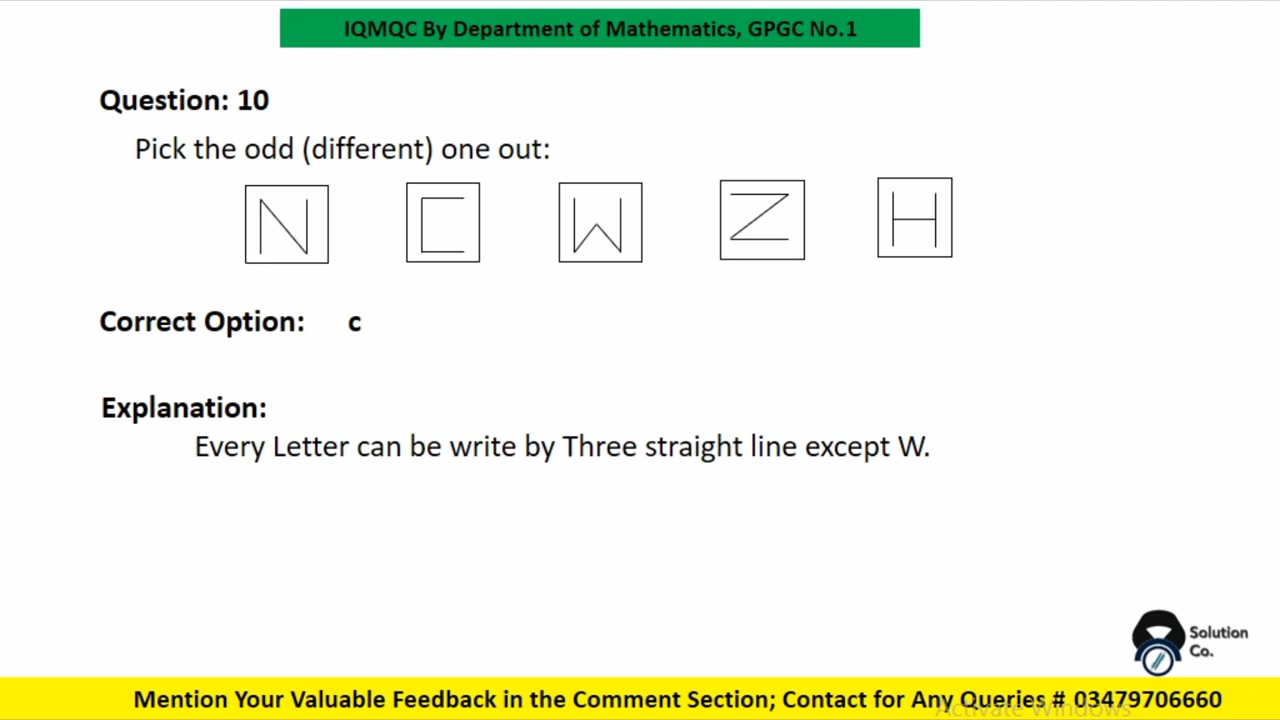 IQMQC By Department of Mathematics, GPGC No.1
Question: 10
Pick the odd (different) one out:
N C W Z H
Correct Option: c
Explanation:
Every Letter can be write by Three straight line except W.
Solution
Co.
Mention Your Valuable Feedback in the Comment Section; Contact for Any Queries # 03479706660
Activate Windows